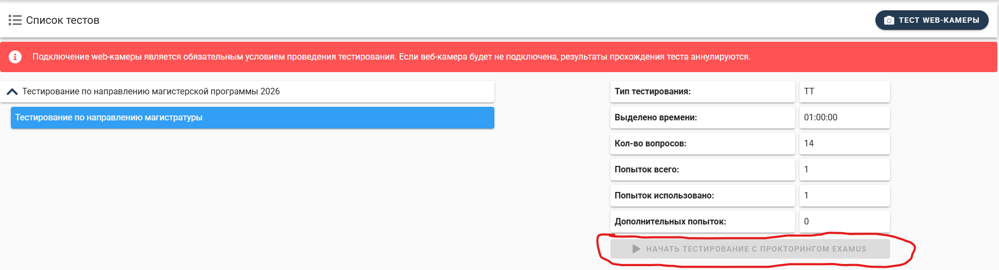 Список тестов
ТЕСТ WEB-КАМЕРЫ
Подключение web-камеры является обязательным условием проведения тестирования. Если веб-камера будет не подключена, результаты прохождения теста аннулируются.
Тестирование по направлению магистерской программы 2026
Тестирование по направлению магистратуры
Тип тестирования: ТТ
Выделено времени: 01:00:00
Кол-во вопросов: 14
Попыток всего: 1
Попыток использовано: 1
Дополнительных попыток: 0
НАЧАТЬ ТЕСТИРОВАНИЕ С ПРОКТОРИНГОМ EXAMUS